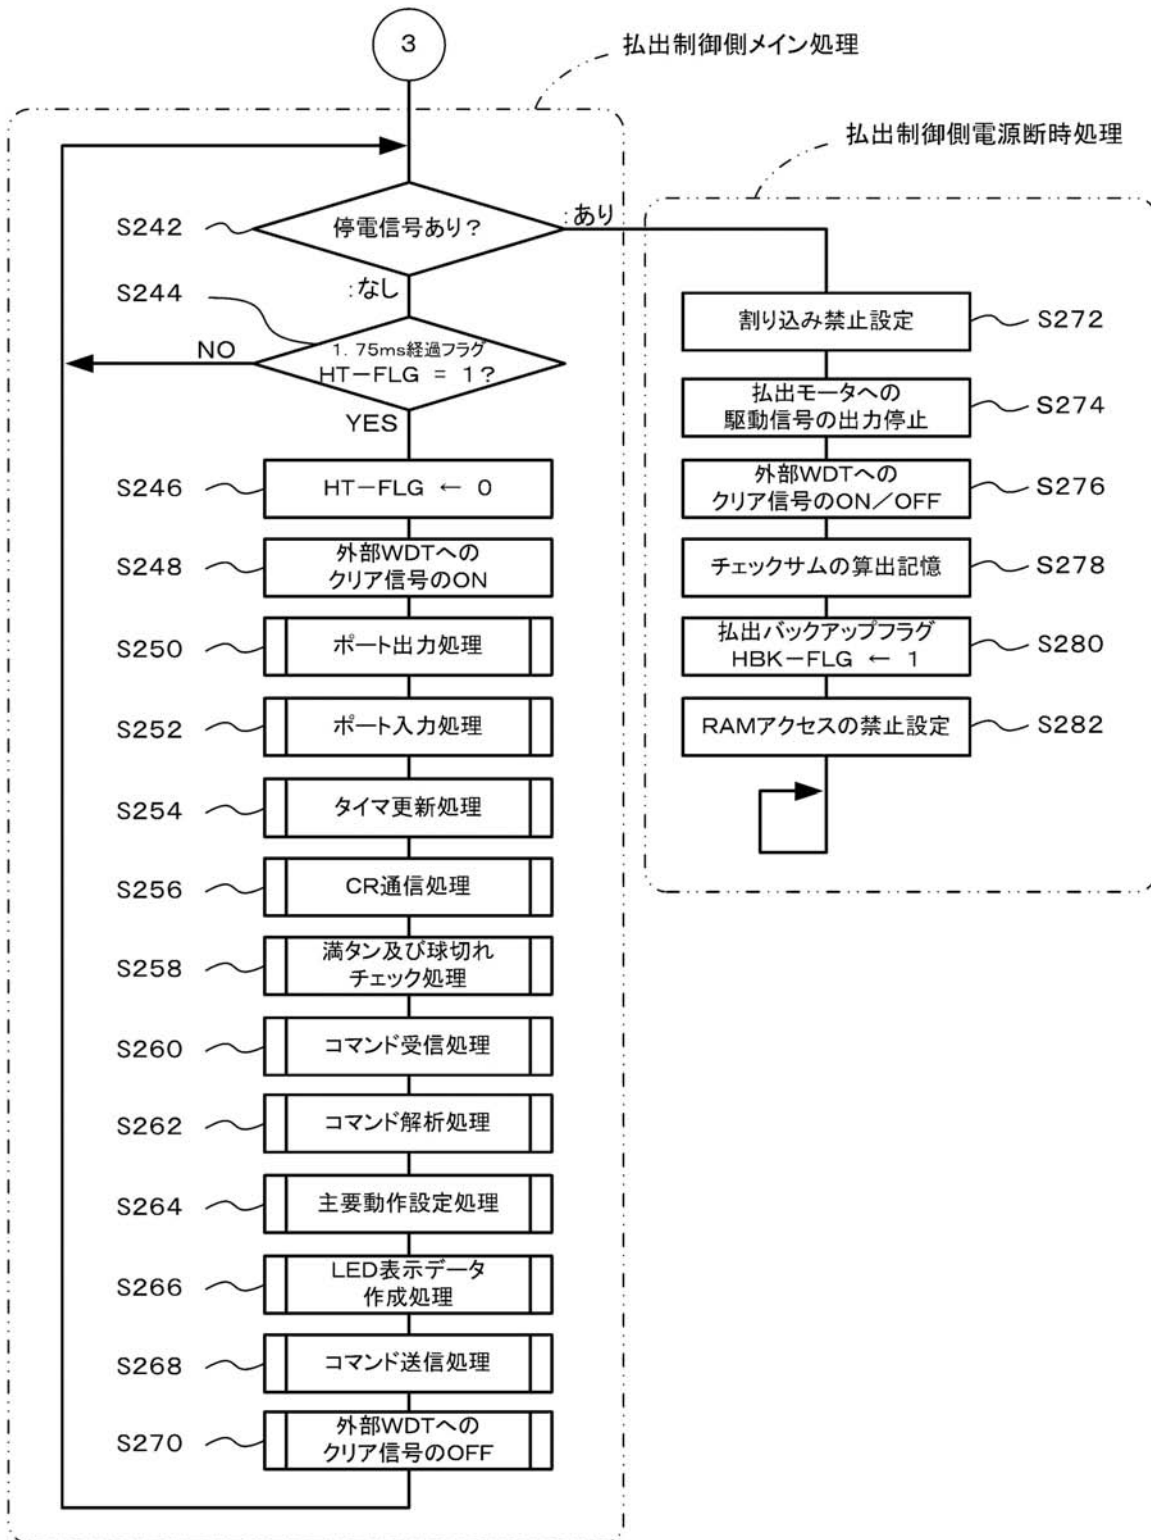 3
払出制御側メイン処理
払出制御側電源断時処理
S242
停電信号あり?
:あり
:なし
S244
1.75ms経過フラグ
HT-FLG = 1?
NO
YES
S246
HT-FLG ← 0
S248
外部WDTへの
クリア信号のON
S250
ポート出力処理
S252
ポート入力処理
S254
タイマ更新処理
S256
CR通信処理
S258
満タン及び球切れ
チェック処理
S260
コマンド受信処理
S262
コマンド解析処理
S264
主要動作設定処理
S266
LED表示データ
作成処理
S268
コマンド送信処理
S270
外部WDTへの
クリア信号のOFF
割り込み禁止設定
S272
払出モータへの
駆動信号の出力停止
S274
外部WDTへの
クリア信号のON/OFF
S276
チェックサムの算出記憶
S278
払出バックアップフラグ
HBK-FLG ← 1
S280
RAMアクセスの禁止設定
S282